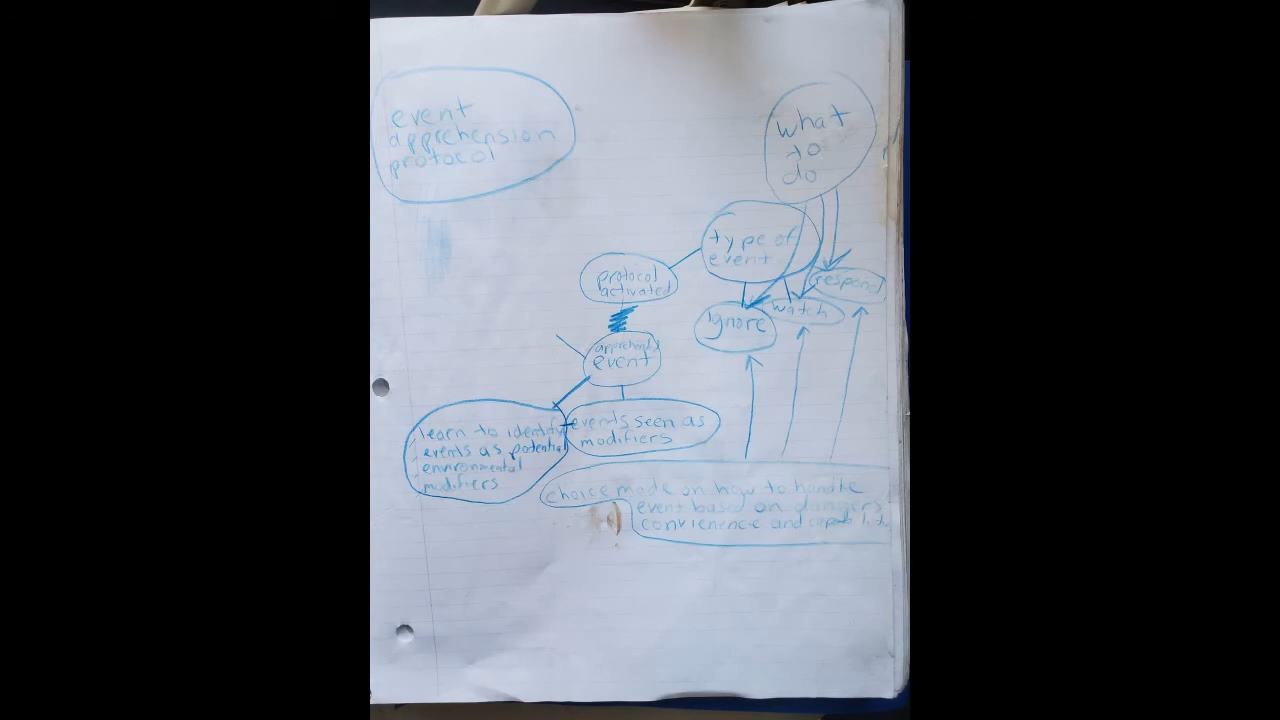 event
apprehension
protocol
what
to
do
type of
event
protocol
activated
respond
watch
ignore
event
events seen as
modifiers
learn to identify
events as potential
environmental
modifiers
choice made on how to handle
event based on dangers
convienence and